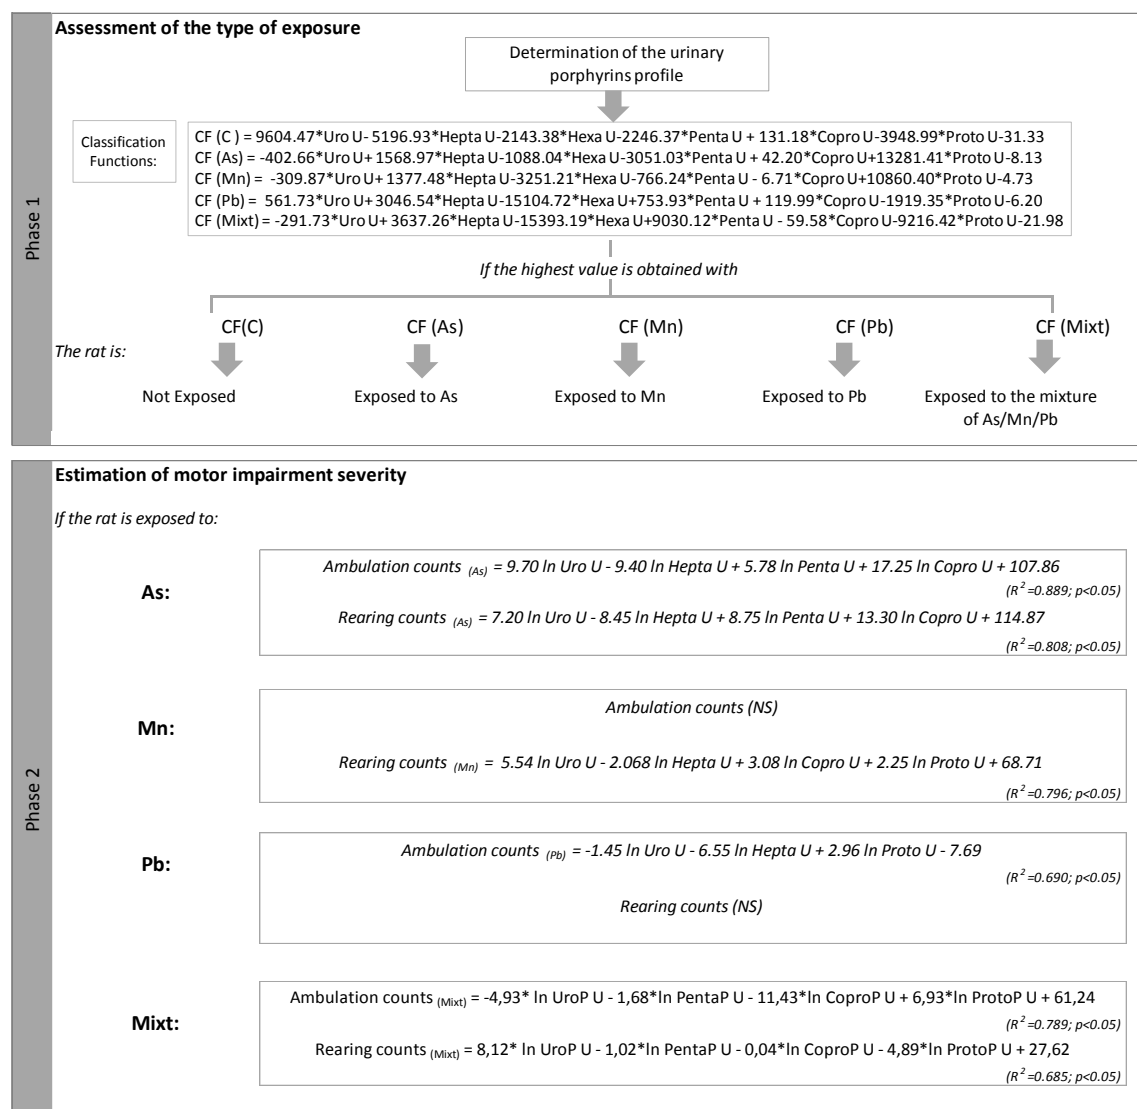 Assessment of the type of exposure
Determination of the urinary
porphyrins profile
Classification
Functions:
CF (C ) = 9604.47*Uro U- 5196.93*Hepta U-2143.38*Hexa U-2246.37*Penta U + 131.18*Copro U-3948.99*Proto U-31.33
CF (As) = -402.66*Uro U+ 1568.97*Hepta U-1088.04*Hexa U-3051.03*Penta U + 42.20*Copro U+13281.41*Proto U-8.13
CF (Mn) = -309.87*Uro U+ 1377.48*Hepta U-3251.21*Hexa U-766.24*Penta U - 6.71*Copro U+10860.40*Proto U-4.73
CF (Pb) = 561.73*Uro U+ 3046.54*Hepta U-15104.72*Hexa U+753.93*Penta U + 119.99*Copro U-1919.35*Proto U-6.20
CF (Mixt) = -291.73*Uro U+ 3637.26*Hepta U-15393.19*Hexa U+9030.12*Penta U - 59.58*Copro U-9216.42*Proto U-21.98
Phase 1
If the highest value is obtained with
CF(C) CF (As) CF (Mn) CF (Pb) CF (Mixt)
The rat is:
Not Exposed Exposed to As Exposed to Mn Exposed to Pb Exposed to the mixture
of As/Mn/Pb
Estimation of motor impairment severity
If the rat is exposed to:
Phase 2
As:
Ambulation counts (As) = 9.70 ln Uro U - 9.40 ln Hepta U + 5.78 ln Penta U + 17.25 ln Copro U + 107.86
(R² =0.889; p<0.05)
Rearing counts (As) = 7.20 ln Uro U - 8.45 ln Hepta U + 8.75 ln Penta U + 13.30 ln Copro U + 114.87
(R² =0.808; p<0.05)
Mn:
Ambulation counts (NS)
Rearing counts (Mn) = 5.54 ln Uro U - 2.068 ln Hepta U + 3.08 ln Copro U + 2.25 ln Proto U + 68.71
(R² =0.796; p<0.05)
Pb:
Ambulation counts (Pb) = -1.45 ln Uro U - 6.55 ln Hepta U + 2.96 ln Proto U - 7.69
(R² =0.690; p<0.05)
Rearing counts (NS)
Mixt:
Ambulation counts (Mixt) = -4,93* ln UroP U - 1,68*ln PentaP U - 11,43*ln CoproP U + 6,93*ln ProtoP U + 61,24
(R² =0.789; p<0.05)
Rearing counts (Mixt) = 8,12* ln UroP U - 1,02*ln PentaP U - 0,04*ln CoproP U - 4,89*ln ProtoP U + 27,62
(R² =0.685; p<0.05)